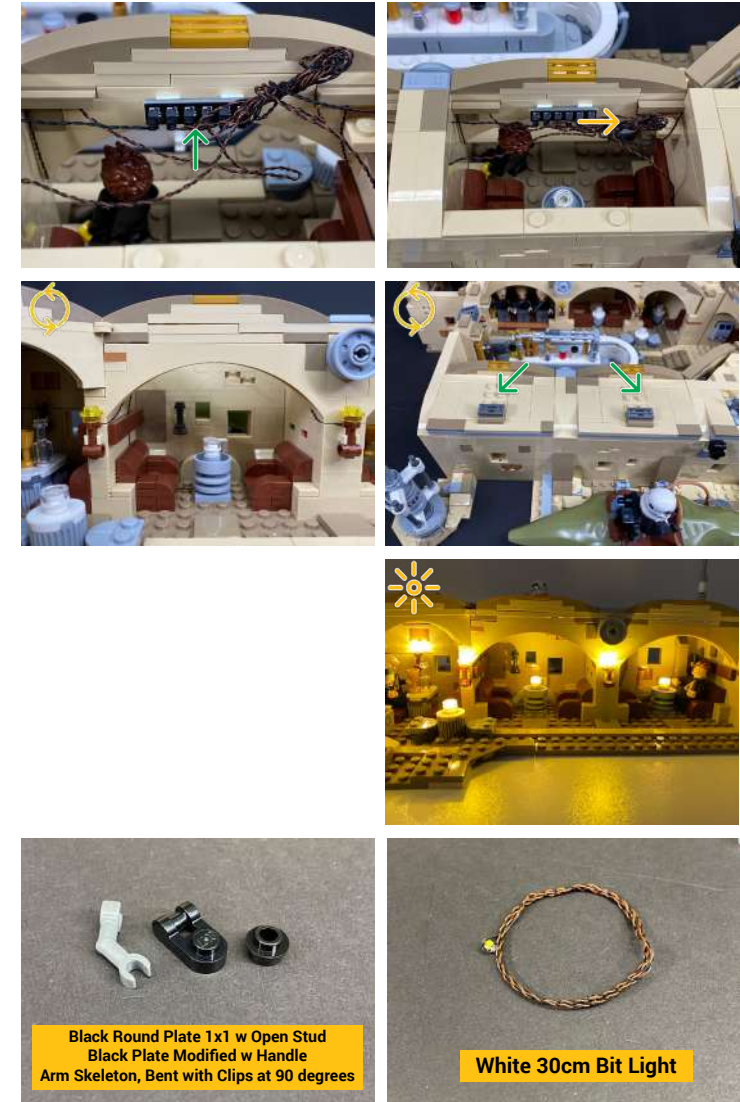 Black Round Plate 1x1 w Open Stud
Black Plate Modified w Handle
Arm Skeleton, Bent with Clips at 90 degrees
White 30cm Bit Light